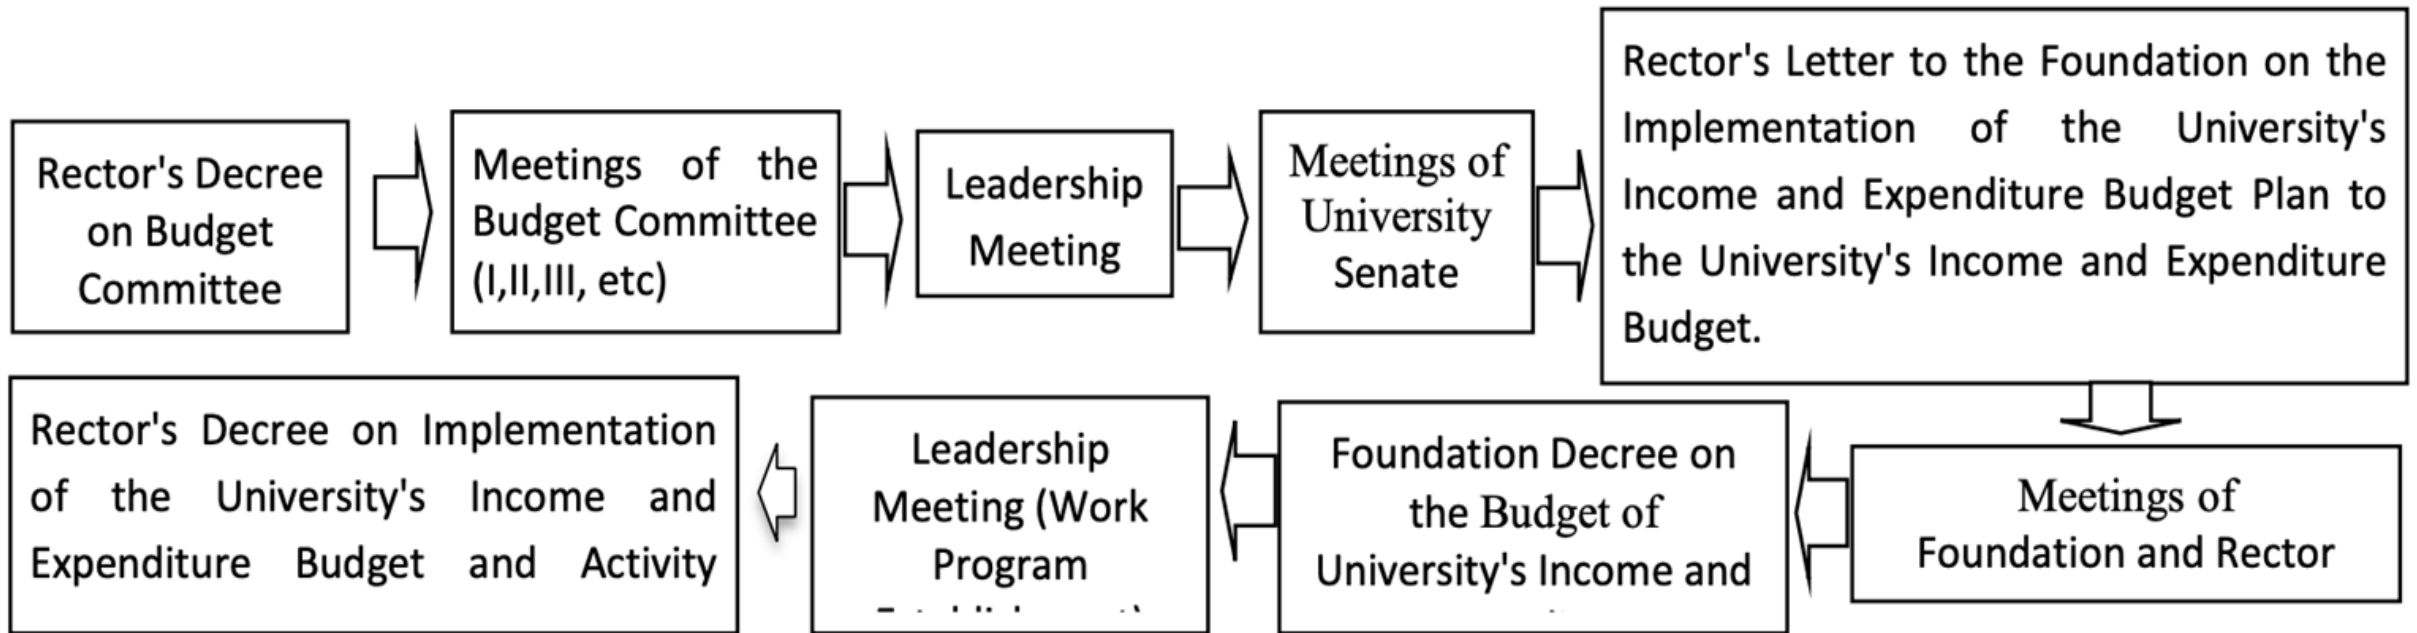 Rector's Decree
on Budget
Committee
Meetings of the
Budget Committee
(I,II,III, etc)
Leadership
Meeting
Meetings of
University
Senate
Rector's Letter to the Foundation on the
Implementation of the University's
Income and Expenditure Budget Plan to
the University's Income and Expenditure
Budget.
Meetings of
Foundation and Rector
Foundation Decree on
the Budget of
University's Income and
Leadership
Meeting (Work
Program
Rector's Decree on Implementation
of the University's Income and
Expenditure Budget and Activity